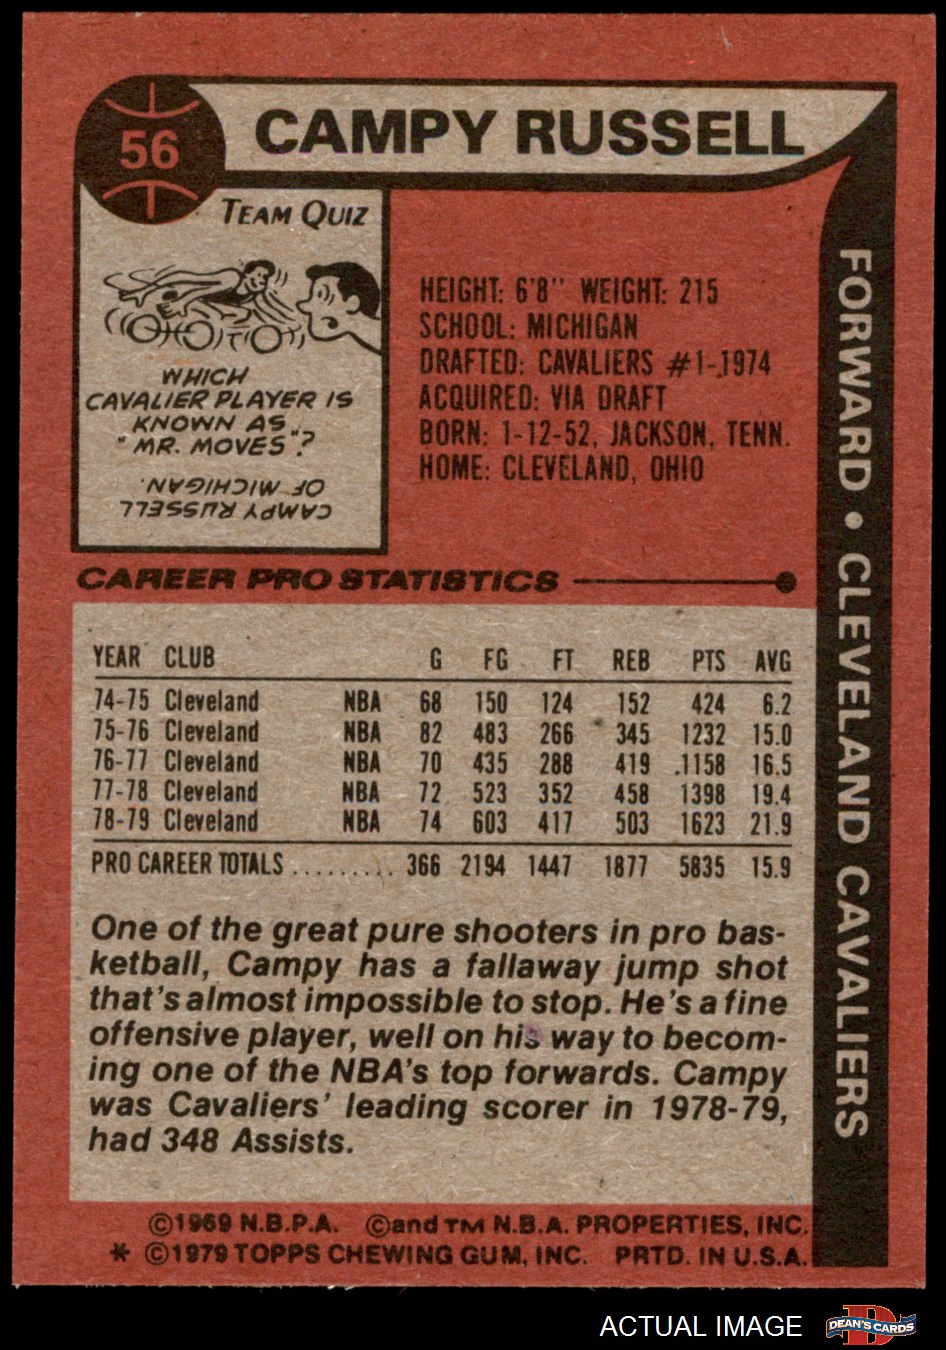 56
CAMPY RUSSELL
TEAM QUIZ
WHICH
CAVALIER PLAYER IS
KNOWN AS
"MR. MOVES"?
CAMPY RUSSELL
OF MICHIGAN.
HEIGHT: 6'8" WEIGHT: 215
SCHOOL: MICHIGAN
DRAFTED: CAVALIERS #1-1974
ACQUIRED: VIA DRAFT
BORN: 1-12-52, JACKSON, TENN.
HOME: CLEVELAND, OHIO
FORWARD • CLEVELAND CAVALIERS
CAREER PRO STATISTICS
YEAR CLUB G FG FT REB PTS AVG
74-75 Cleveland NBA 68 150 124 152 424 6.2
75-76 Cleveland NBA 82 483 266 345 1232 15.0
76-77 Cleveland NBA 70 435 288 419 1158 16.5
77-78 Cleveland NBA 72 523 352 458 1398 19.4
78-79 Cleveland NBA 74 603 417 503 1623 21.9
PRO CAREER TOTALS ......... 366 2194 1447 1877 5835 15.9
One of the great pure shooters in pro bas-
ketball, Campy has a fallaway jump shot
that's almost impossible to stop. He's a fine
offensive player, well on his way to becom-
ing one of the NBA's top forwards. Campy
was Cavaliers' leading scorer in 1978-79,
had 348 Assists.
©1969 N.B.P.A. ©and TM N.B.A. PROPERTIES, INC.
* ©1979 TOPPS CHEWING GUM, INC. PRTD. IN U.S.A.
ACTUAL IMAGE
DEAN'S CARDS